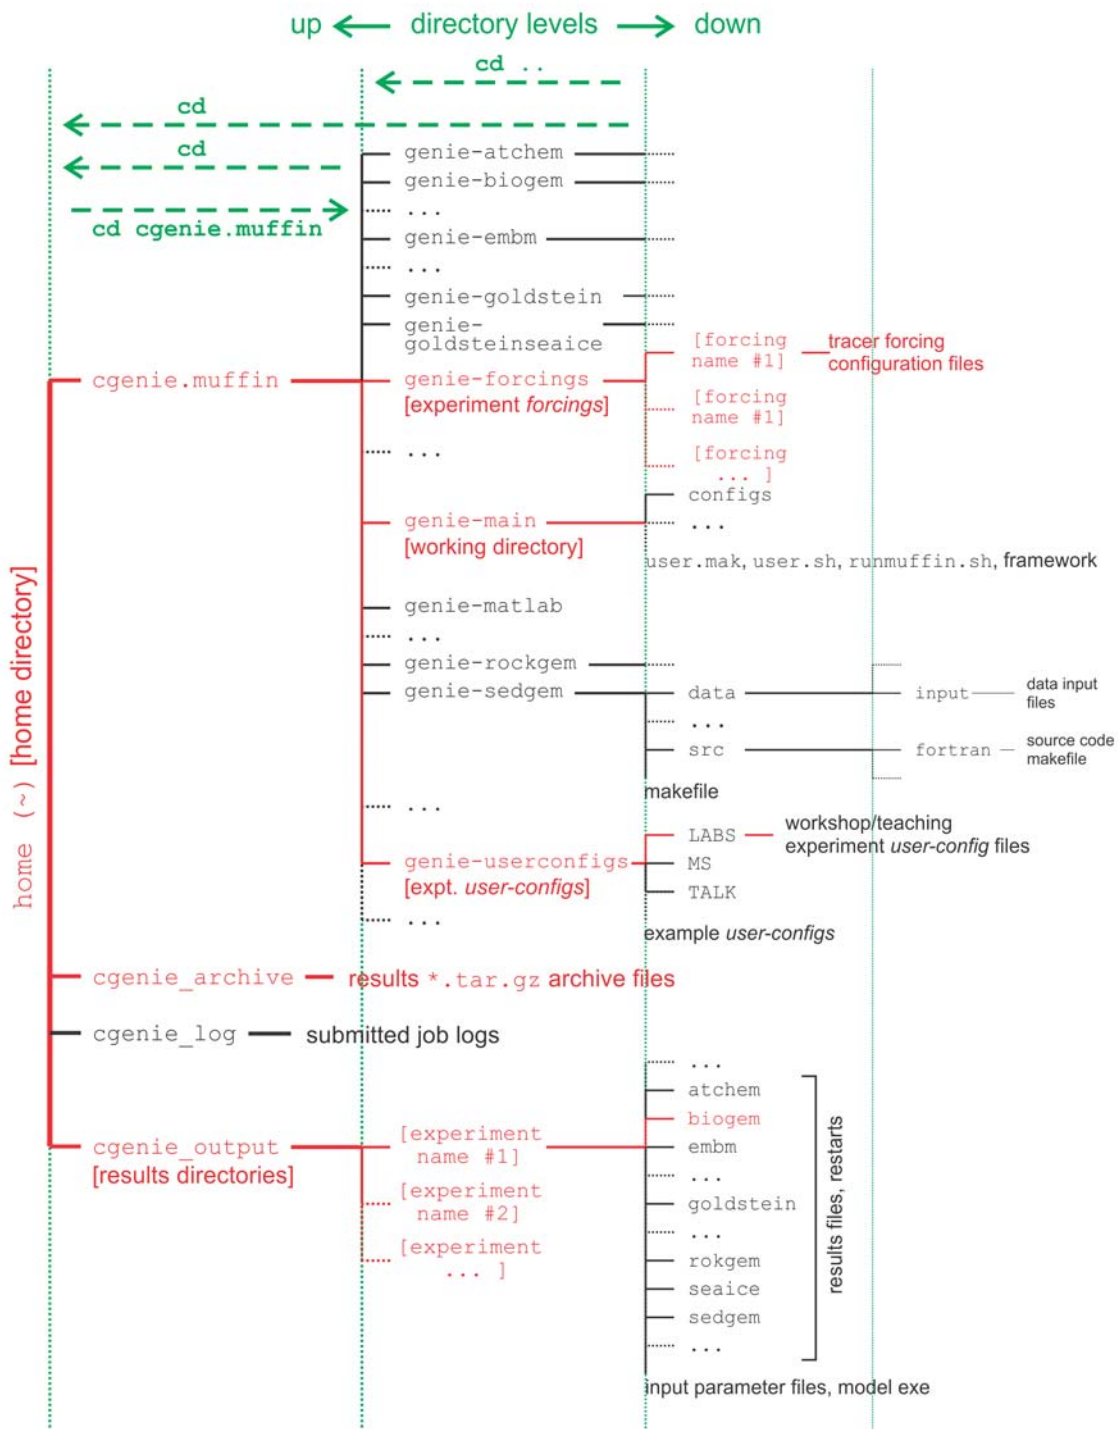 up directory levels down
cd ..
cd
cd
cd cgenie.muffin
genie-atchem
genie-biogem
...
genie-embm
...
genie-goldstein
genie-
goldsteinseaice
cgenie.muffin
genie-forcings
[experiment forcings]
[forcing
name #1]
tracer forcing
configuration files
[forcing
name #1]
[forcing
... ]
...
genie-main
[working directory]
configs
...
user.mak, user.sh, runmuffin.sh, framework
genie-matlab
...
genie-rockgem
genie-sedgem
data
input
data input
files
...
src
fortran
source code
makefile
makefile
...
genie-userconfigs
[expt. user-configs]
LABS
workshop/teaching
experiment user-config files
MS
TALK
...
example user-configs
home (~) [home directory]
cgenie_archive
results *.tar.gz archive files
cgenie_log
submitted job logs
cgenie_output
[results directories]
[experiment
name #1]
[experiment
name #2]
[experiment
... ]
...
atchem
biogem
embm
...
goldstein
...
rokgem
seaice
sedgem
...
results files, restarts
input parameter files, model exe